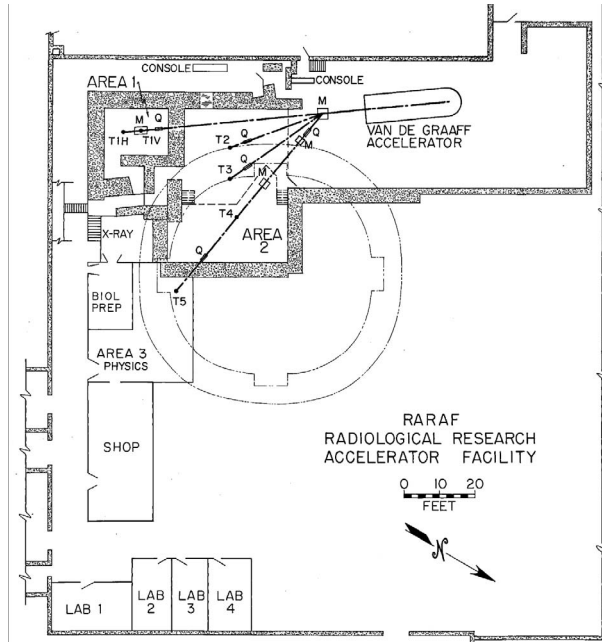 CONSOLE
AREA 1
CONSOLE
M
M
Q
T1H
T1V
VAN DE GRAAFF
ACCELERATOR
Q
T2
Q
M
Q
T3
M
T4
X-RAY
AREA
2
Q
BIOL
PREP
T5
AREA 3
PHYSICS
SHOP
RARAF
RADIOLOGICAL RESEARCH
ACCELERATOR FACILITY
0 10 20
FEET
N
LAB 1
LAB
2
LAB
3
LAB
4